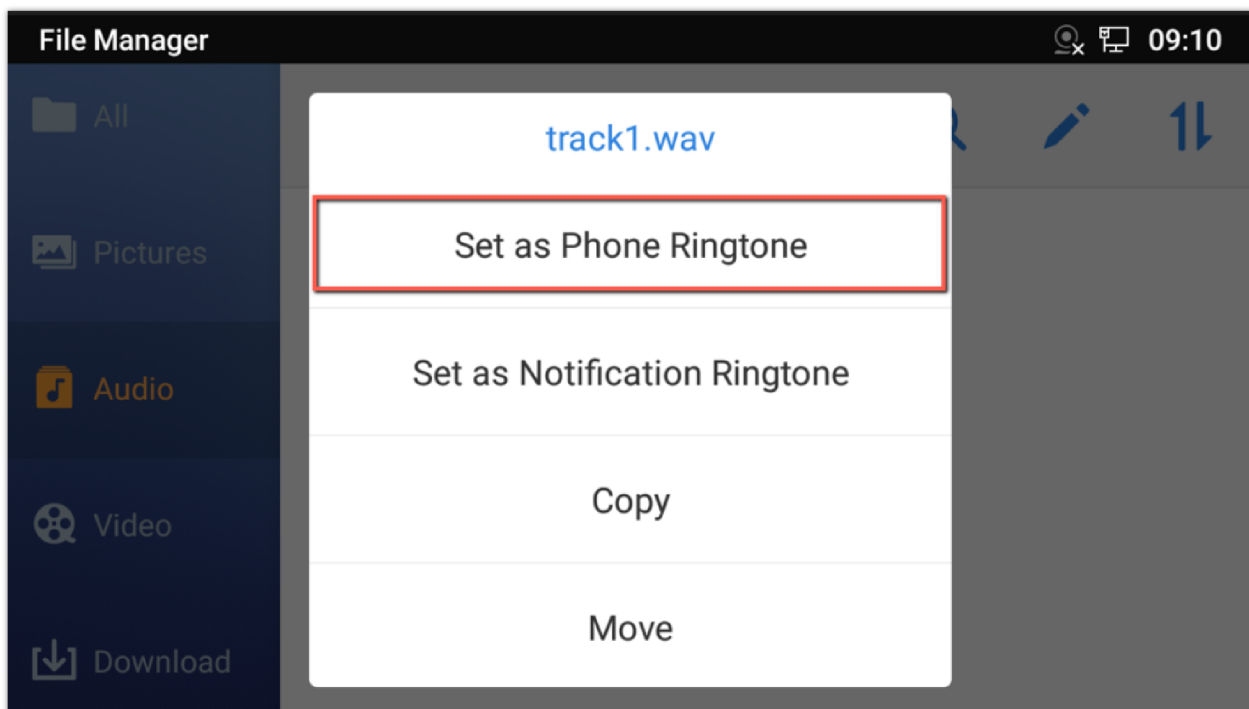 File Manager
09:10
All
Pictures
Audio
Video
Download
track1.wav
Set as Phone Ringtone
Set as Notification Ringtone
Copy
Move